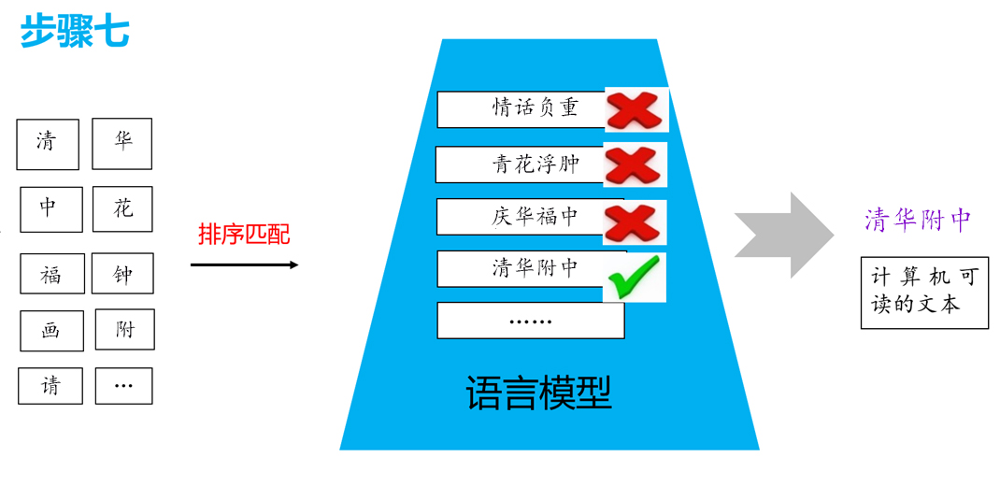 步骤七
清 华
中 花
福 钟
画 附
请 …
排序匹配
情话负重
青花浮肿
庆华福中
清华附中
……
语言模型
清华附中
计算机可
读的文本